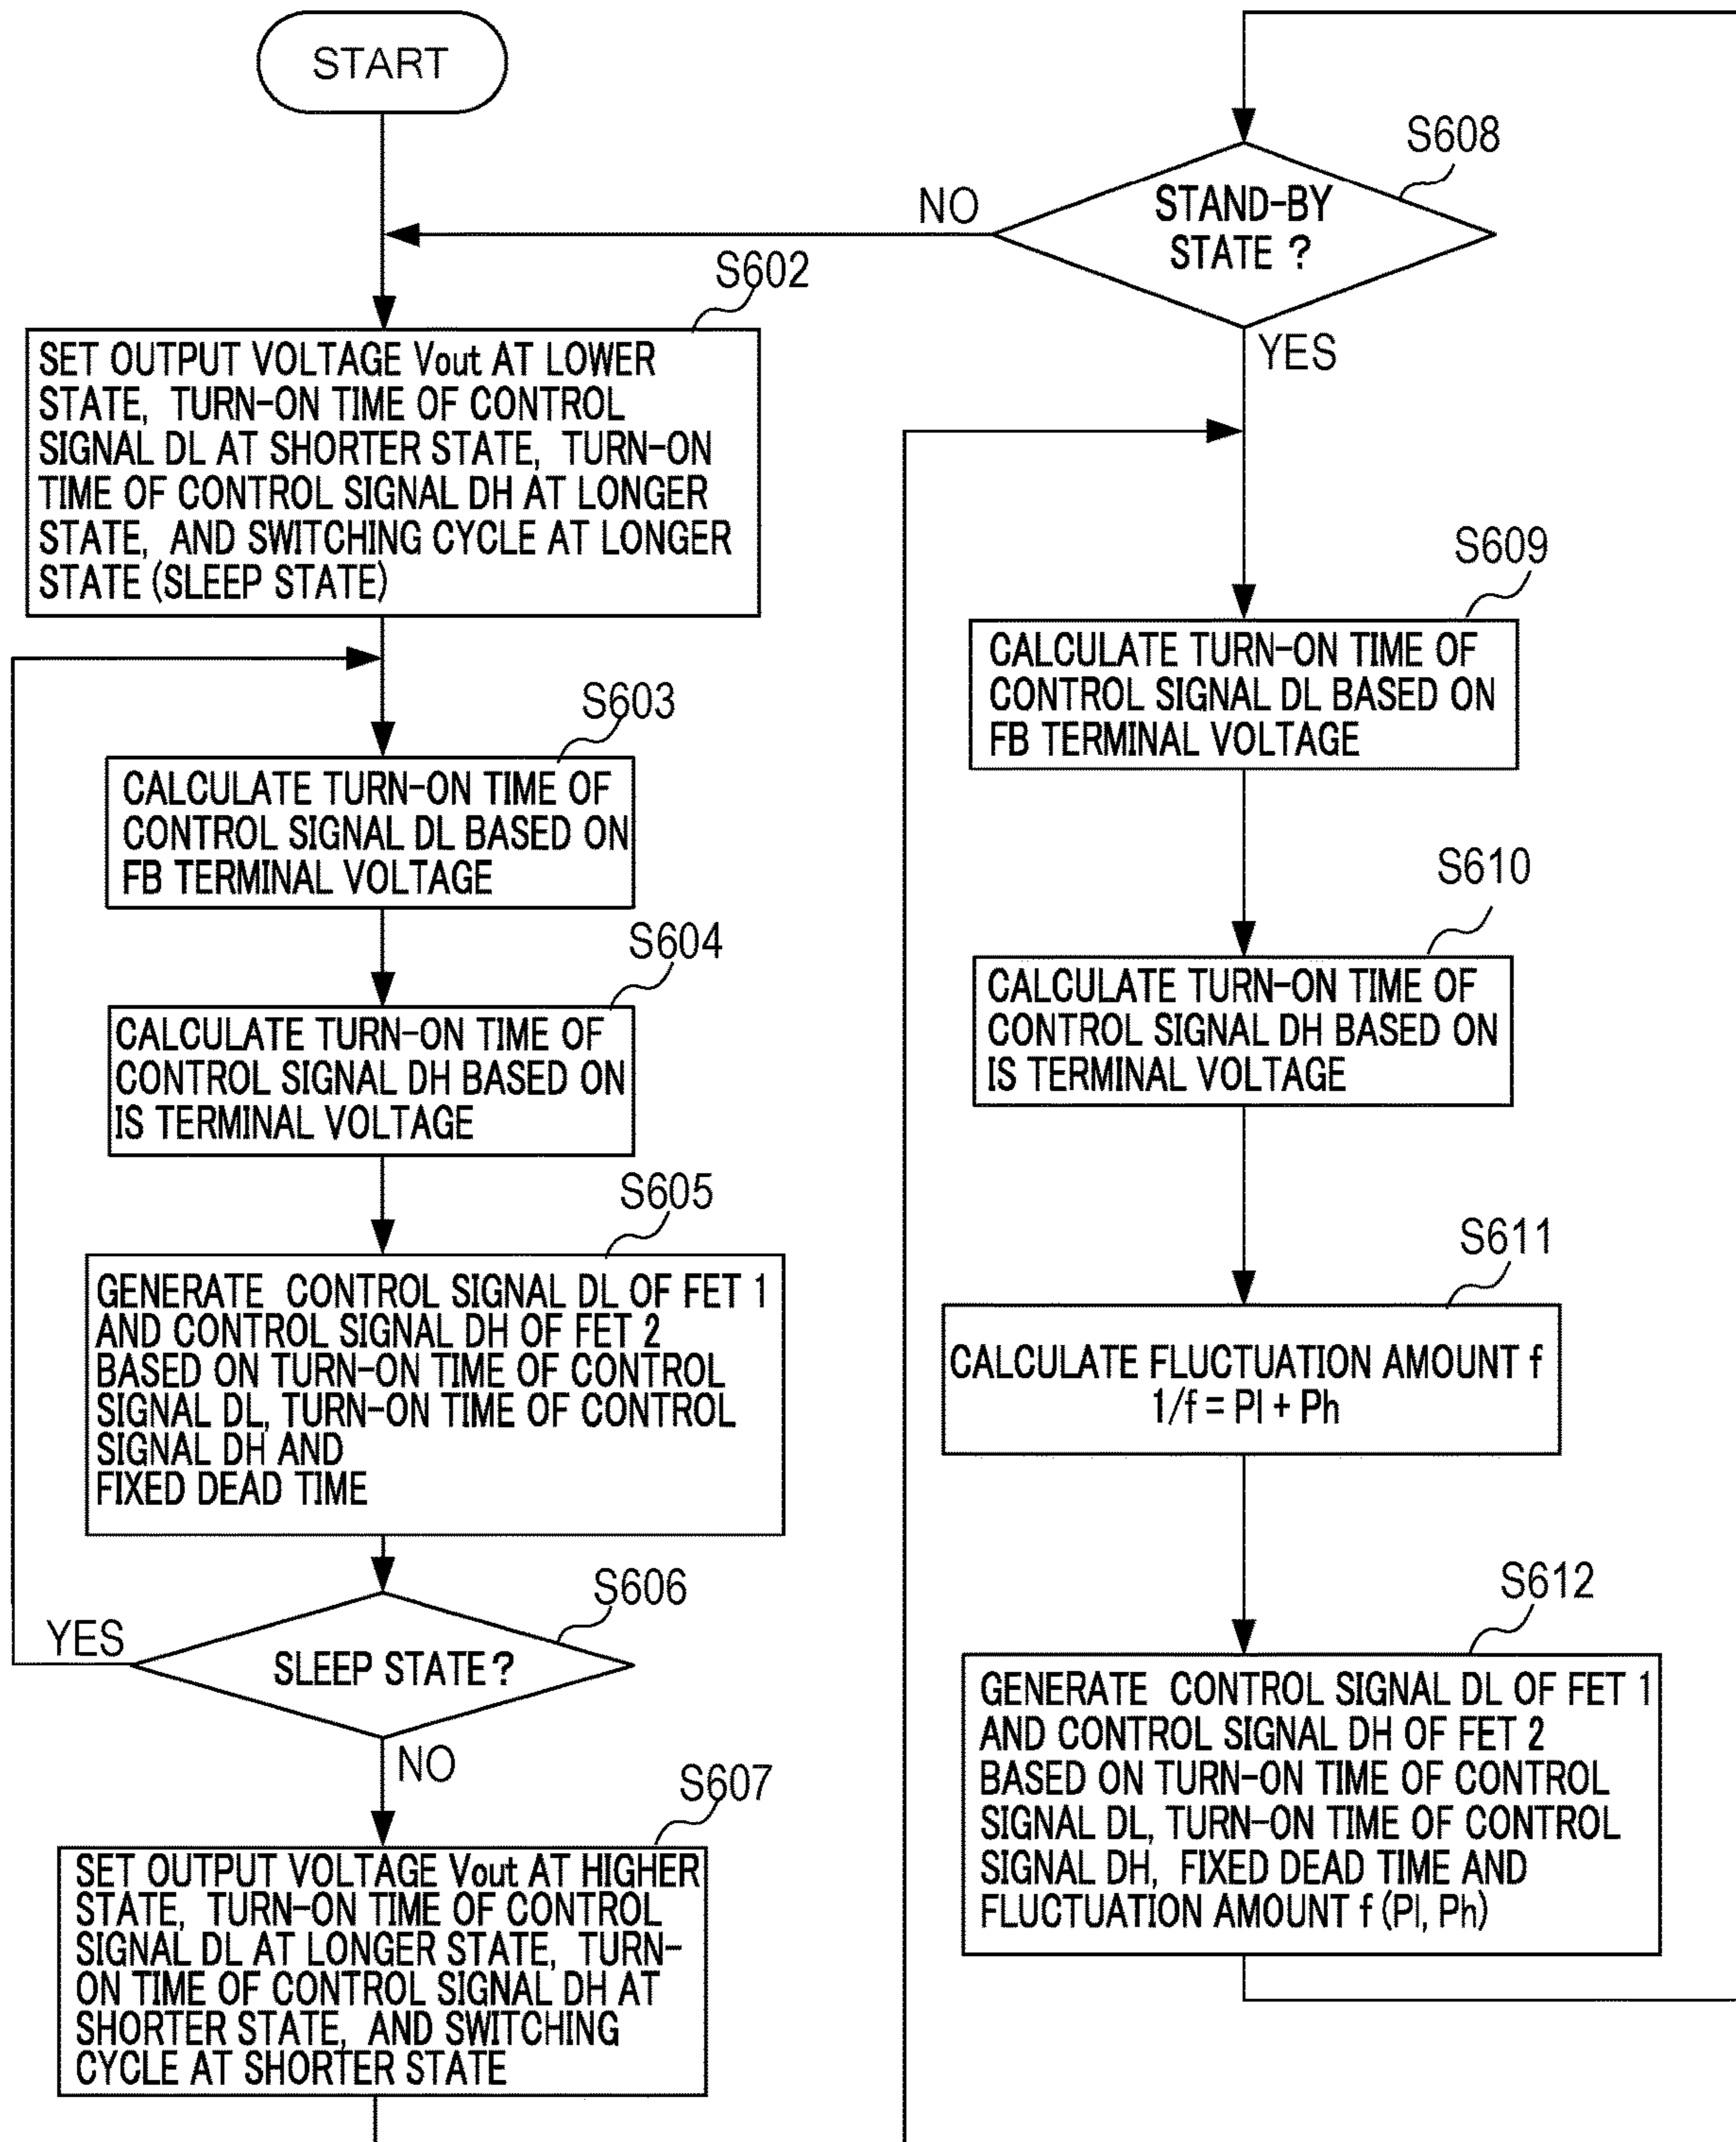 START
S602
SET OUTPUT VOLTAGE Vout AT LOWER
STATE, TURN-ON TIME OF CONTROL
SIGNAL DL AT SHORTER STATE, TURN-ON
TIME OF CONTROL SIGNAL DH AT LONGER
STATE, AND SWITCHING CYCLE AT LONGER
STATE (SLEEP STATE)
S603
CALCULATE TURN-ON TIME OF
CONTROL SIGNAL DL BASED ON
FB TERMINAL VOLTAGE
S604
CALCULATE TURN-ON TIME OF
CONTROL SIGNAL DH BASED ON
IS TERMINAL VOLTAGE
S605
GENERATE CONTROL SIGNAL DL OF FET 1
AND CONTROL SIGNAL DH OF FET 2
BASED ON TURN-ON TIME OF CONTROL
SIGNAL DL, TURN-ON TIME OF CONTROL
SIGNAL DH AND
FIXED DEAD TIME
S606
YES
SLEEP STATE ?
NO
S607
SET OUTPUT VOLTAGE Vout AT HIGHER
STATE, TURN-ON TIME OF CONTROL
SIGNAL DL AT LONGER STATE, TURN-
ON TIME OF CONTROL SIGNAL DH AT
SHORTER STATE, AND SWITCHING
CYCLE AT SHORTER STATE
S608
NO
STAND-BY
STATE ?
YES
S609
CALCULATE TURN-ON TIME OF
CONTROL SIGNAL DL BASED ON
FB TERMINAL VOLTAGE
S610
CALCULATE TURN-ON TIME OF
CONTROL SIGNAL DH BASED ON
IS TERMINAL VOLTAGE
S611
CALCULATE FLUCTUATION AMOUNT f
1/f = Pl + Ph
S612
GENERATE CONTROL SIGNAL DL OF FET 1
AND CONTROL SIGNAL DH OF FET 2
BASED ON TURN-ON TIME OF CONTROL
SIGNAL DL, TURN-ON TIME OF CONTROL
SIGNAL DH, FIXED DEAD TIME AND
FLUCTUATION AMOUNT f (Pl, Ph)